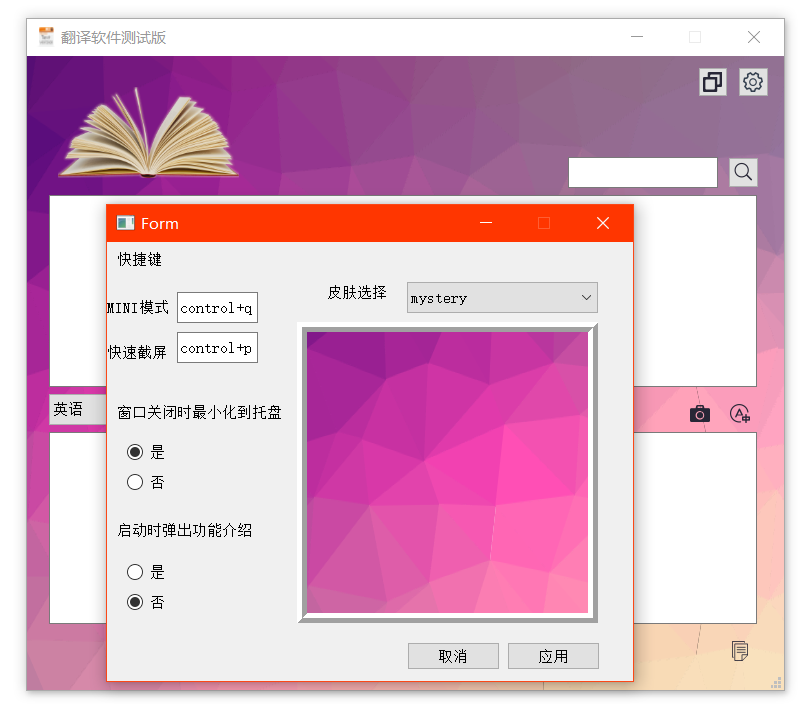 翻译软件测试版
Form
快捷键
MINI模式
control+q
皮肤选择
mystery
快速截屏
control+p
英语
窗口关闭时最小化到托盘
是
否
启动时弹出功能介绍
是
否
取消
应用